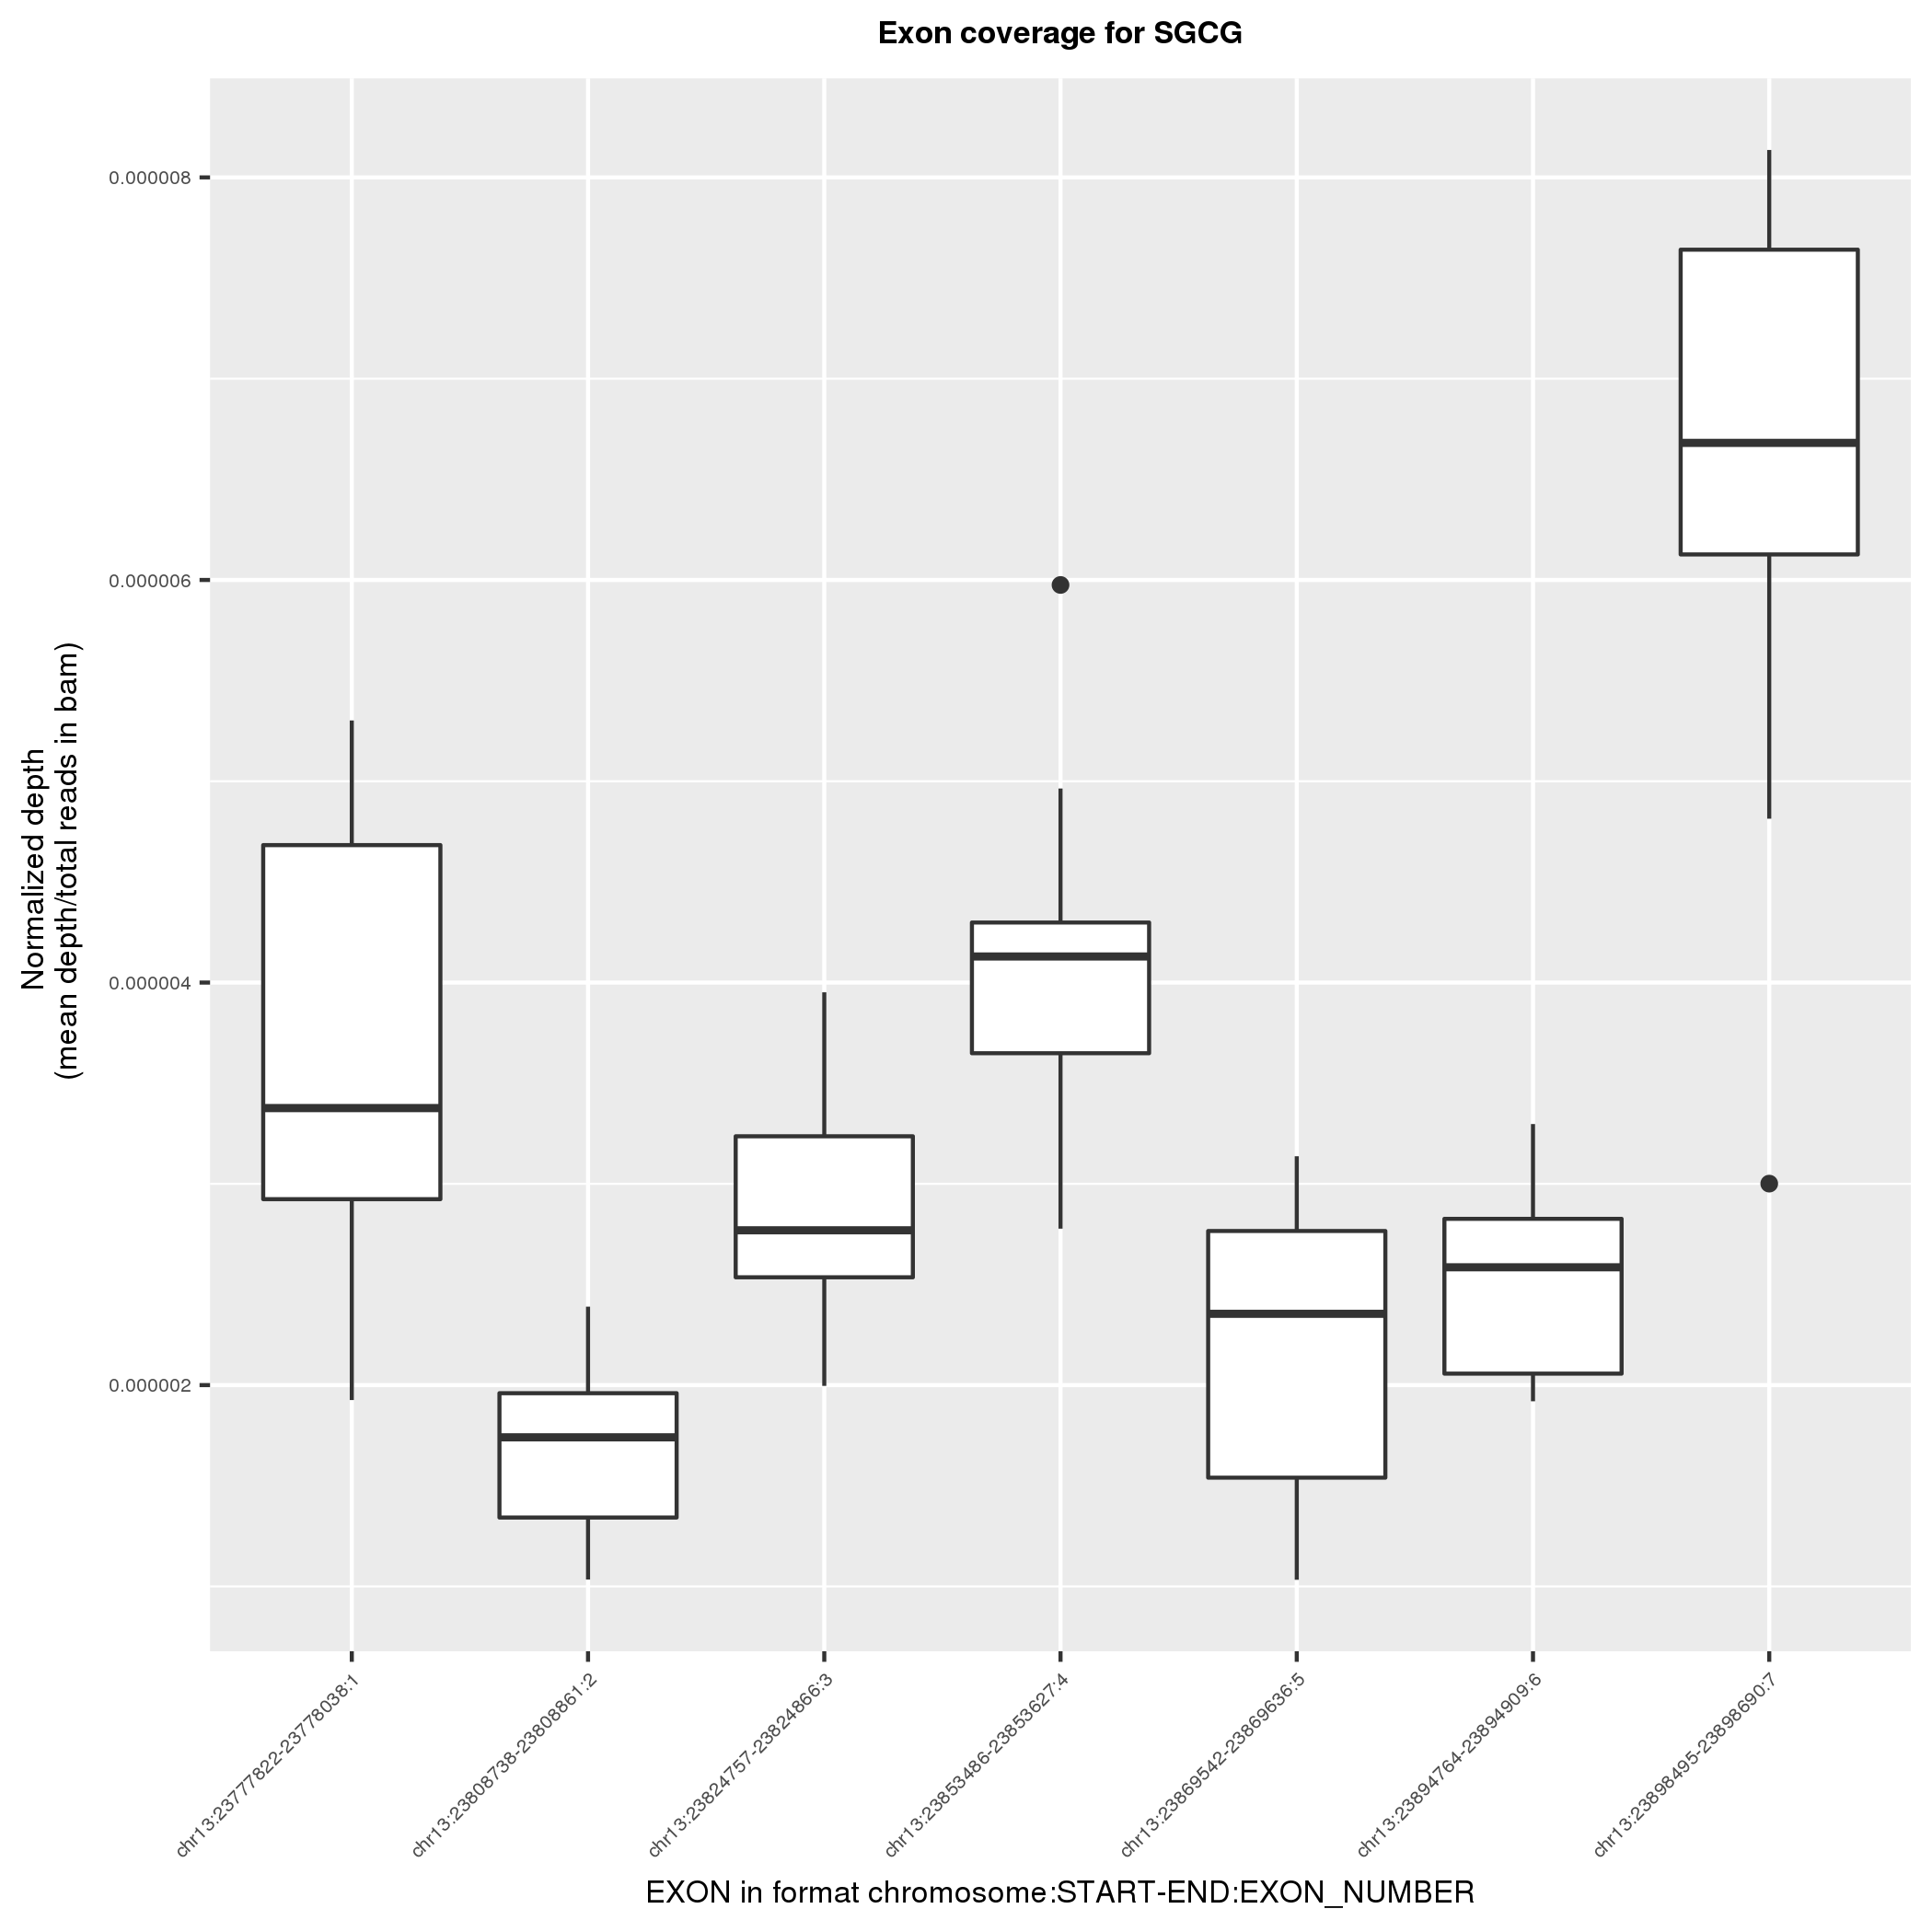 Exon coverage for SGCG
0.000008
0.000006
0.000004
0.000002
Normalized depth
(mean depth/total reads in bam)
chr13:23777822-23778038:1
chr13:23808738-23808861:2
chr13:23824757-23824866:3
chr13:23853486-23853627:4
chr13:23869542-23869636:5
chr13:23894764-23894909:6
chr13:23898495-23898690:7
EXON in format chromosome:START-END:EXON_NUMBER